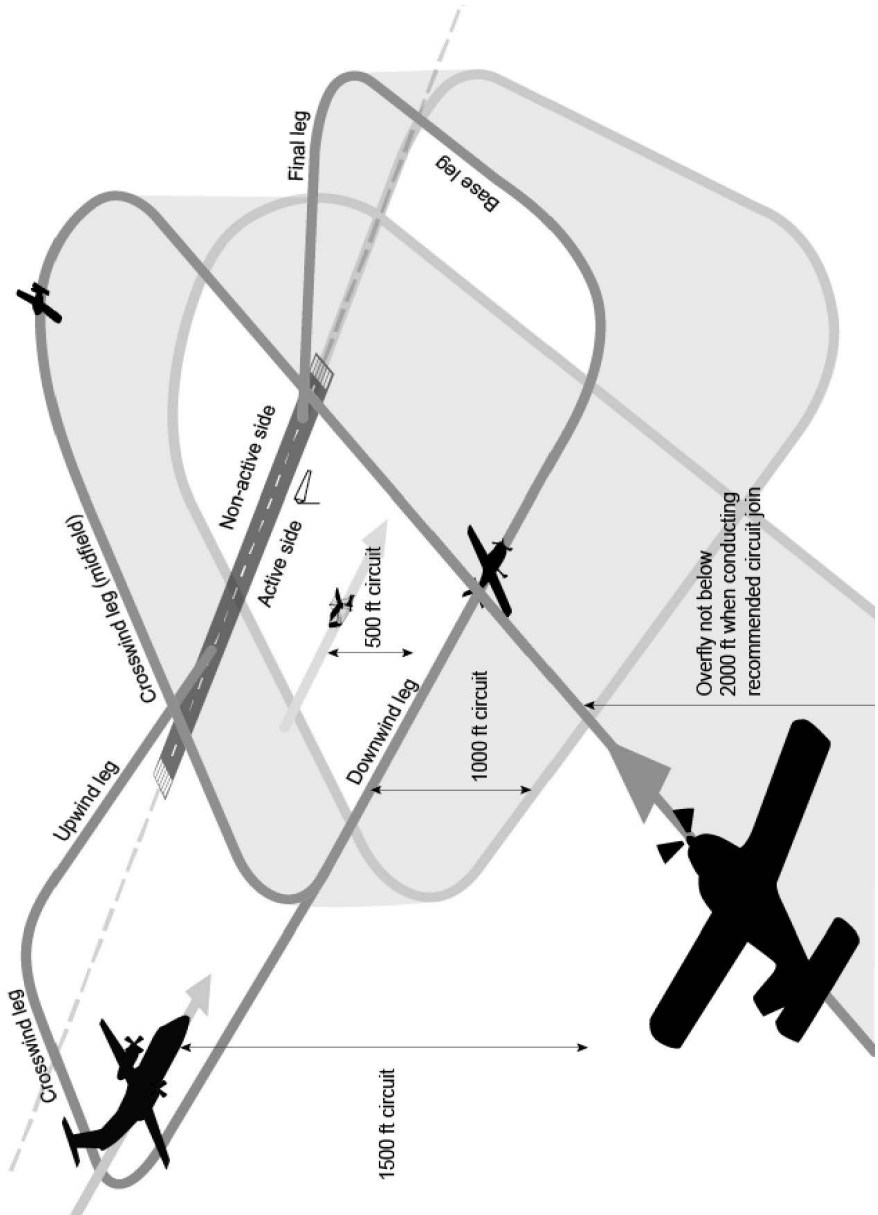 Final leg
Base leg
Non-active side
Active side
Crosswind leg (midfield)
Upwind leg
Crosswind leg
500 ft circuit
Downwind leg
1000 ft circuit
1500 ft circuit
Overfly not below
2000 ft when conducting
recommended circuit join